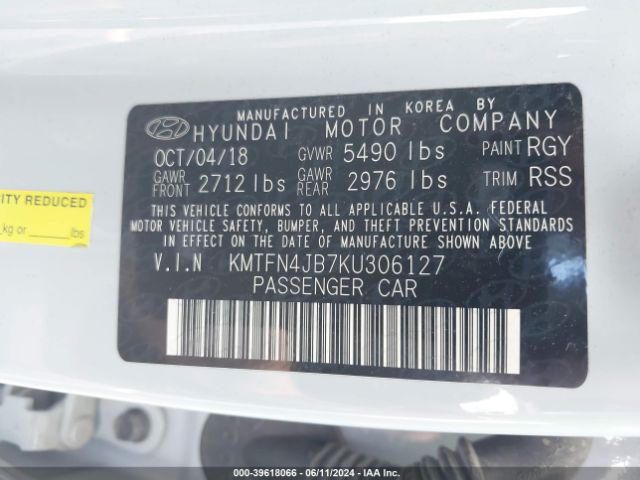 MANUFACTURED IN KOREA BY
HYUNDAI MOTOR COMPANY
OCT/04/18 GVWR 5490 lbs PAINT RGY
GAWR FRONT 2712 lbs GAWR REAR 2976 lbs TRIM RSS
THIS VEHICLE CONFORMS TO ALL APPLICABLE U.S.A. FEDERAL
MOTOR VEHICLE SAFETY, BUMPER, AND THEFT PREVENTION STANDARDS
IN EFFECT ON THE DATE OF MANUFACTURE SHOWN ABOVE.
V.I.N KMTFN4JB7KU306127
PASSENGER CAR
ITY REDUCED
kg or lbs
000-39618066 - 06/11/2024 - IAA Inc.